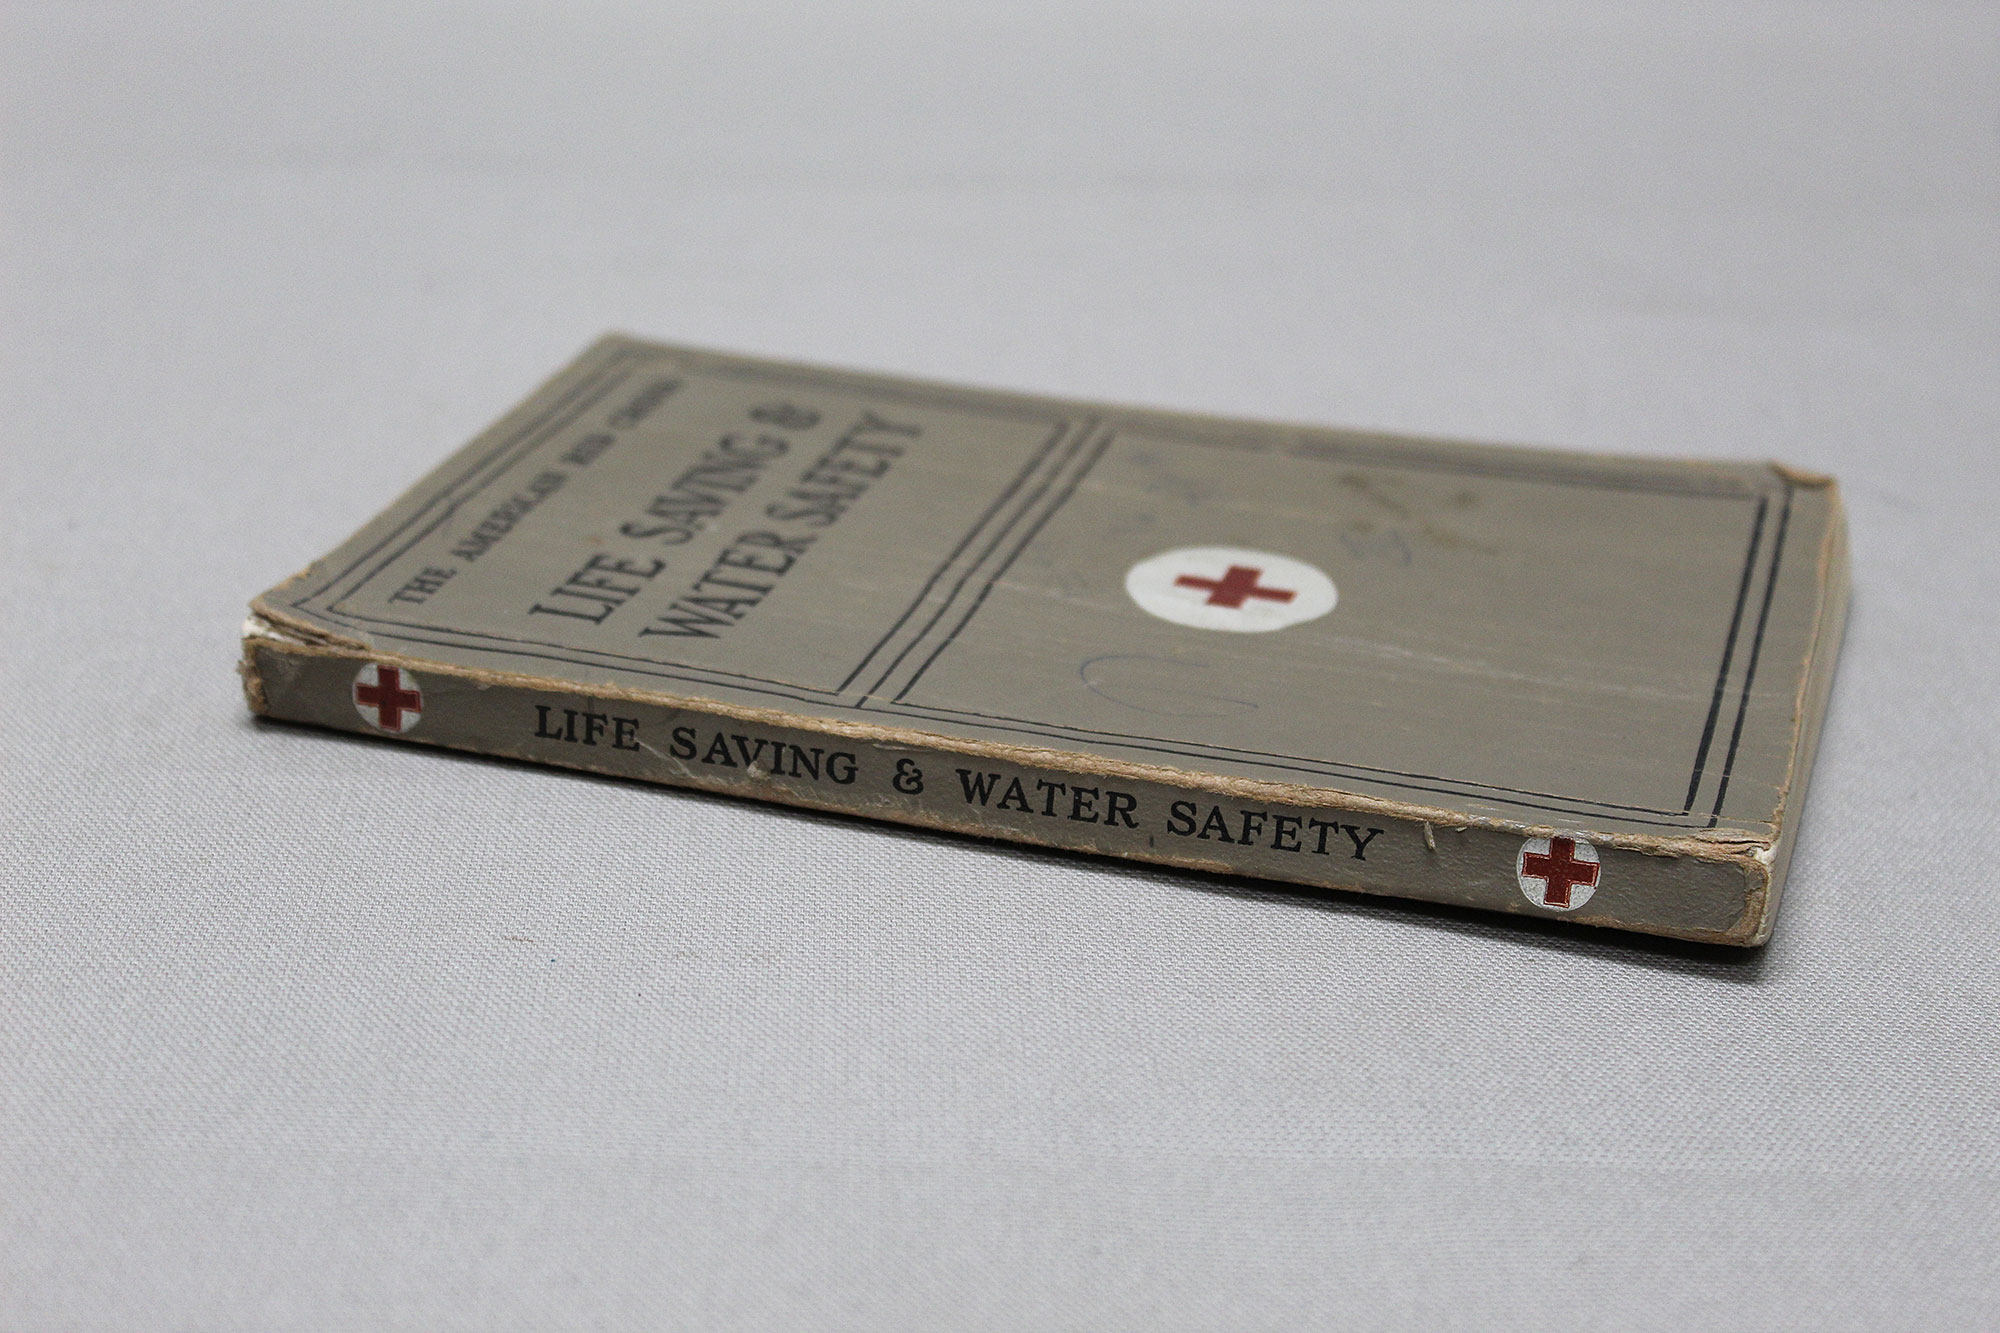 THE AMERICAN RED CROSS
LIFE SAVING &
WATER SAFETY
LIFE SAVING & WATER SAFETY